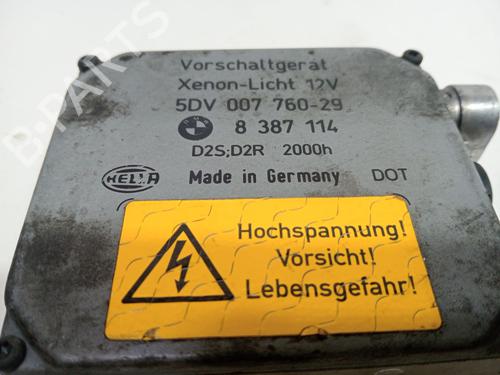 Vorschaltgerät
Xenon-Licht 12V
5DV 007 760-29
BMW 8 387 114
D2S;D2R 2000h
HELLA Made in Germany DOT
Hochspannung!
Vorsicht!
Lebensgefahr!
B-PARTS